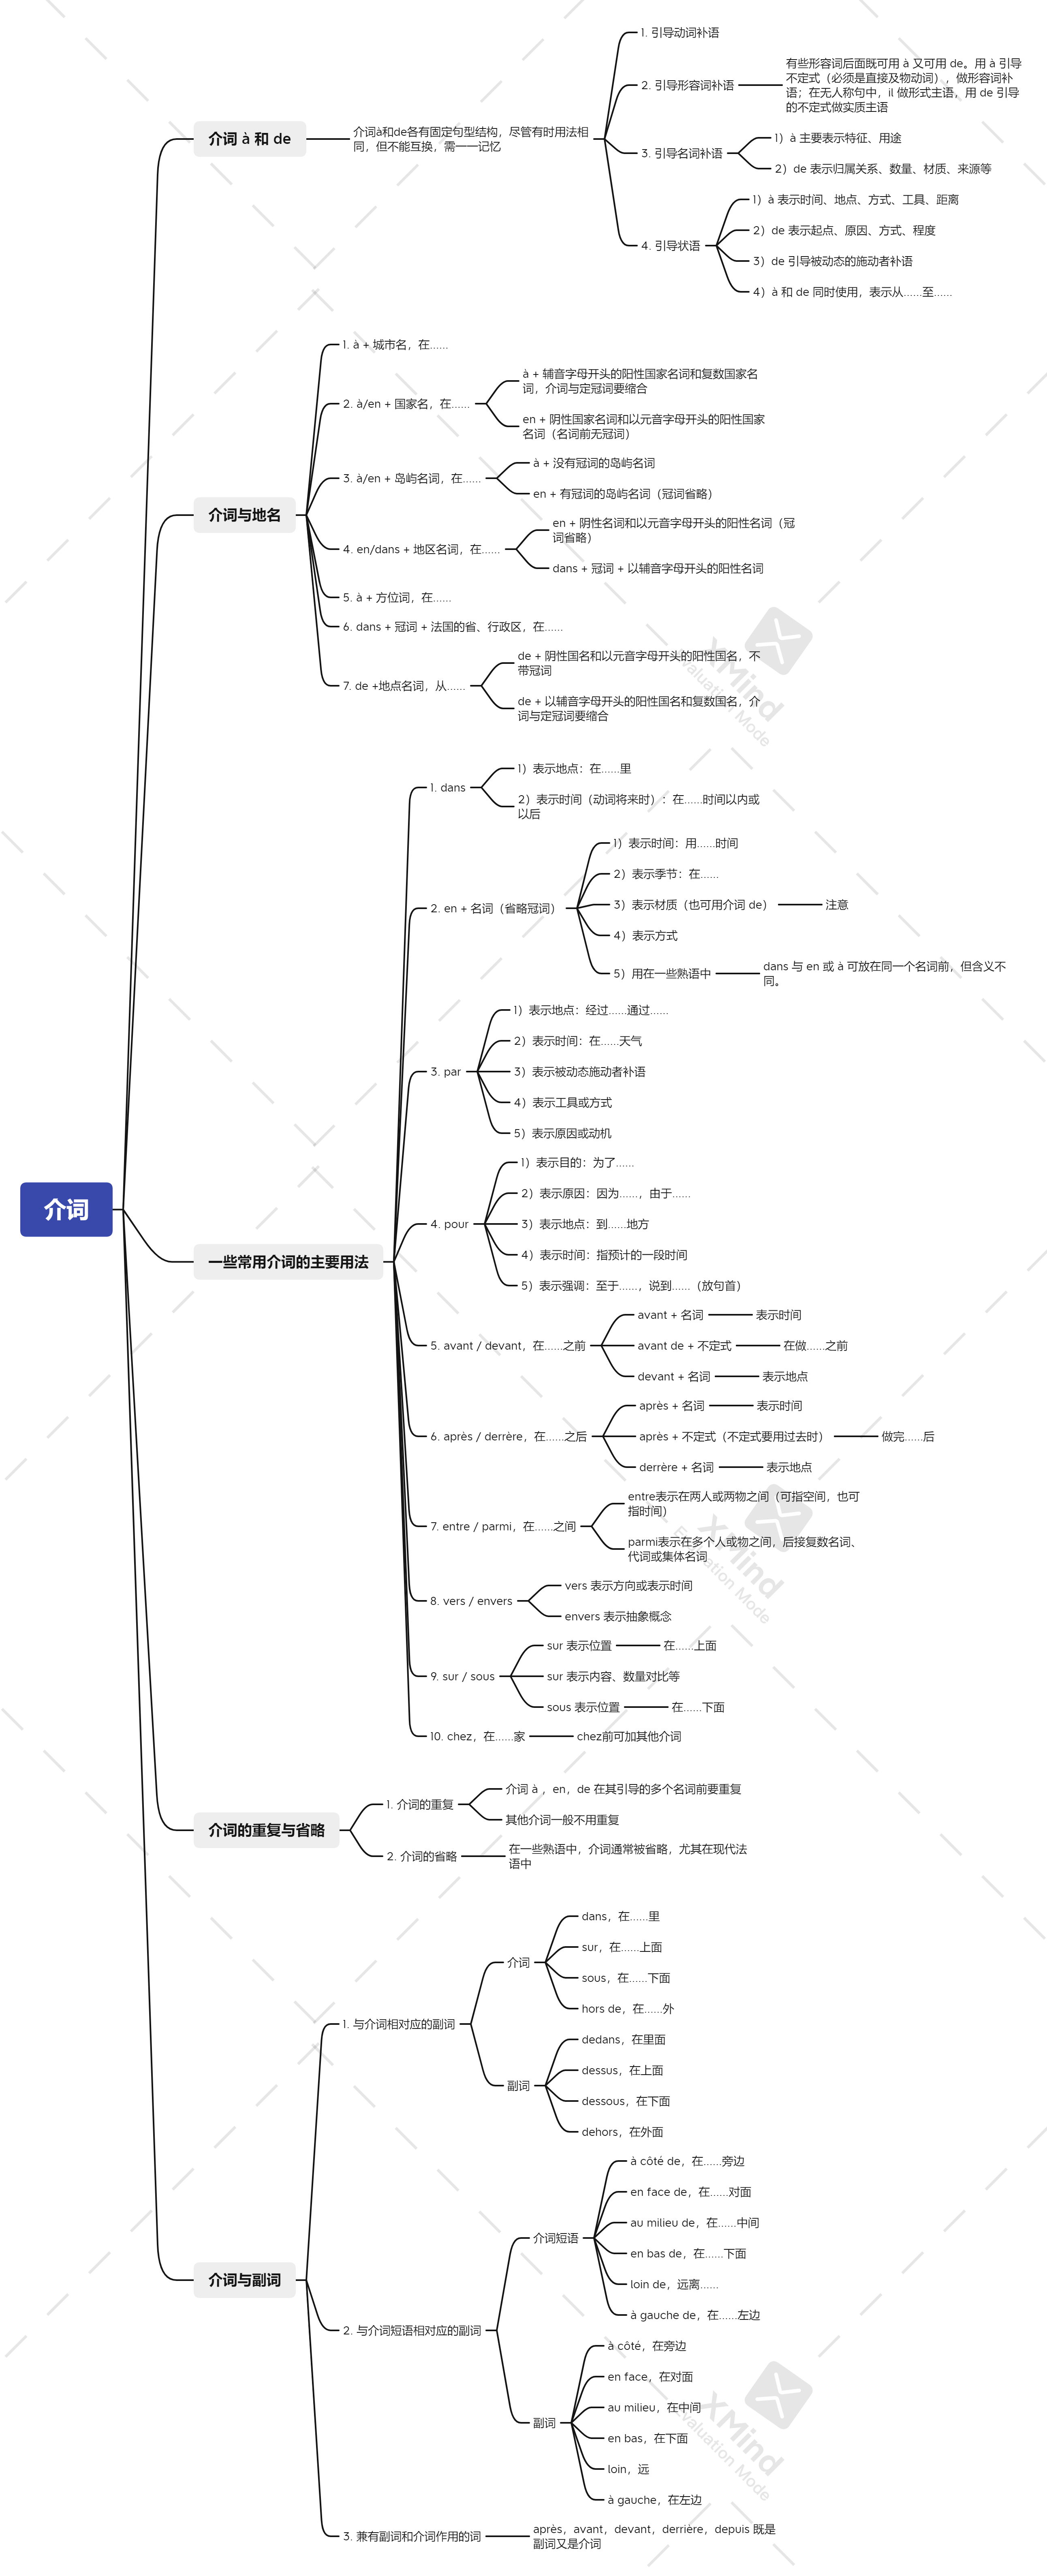 介词
介词 à 和 de
介词à和de各有固定句型结构，尽管有时用法相
同，但不能互换，需一一记忆
1. 引导动词补语
2. 引导形容词补语
有些形容词后面既可用 à 又可用 de。用 à 引导
不定式（必须是直接及物动词），做形容词补
语；在无人称句中，il 做形式主语，用 de 引导
的不定式做实质主语
3. 引导名词补语
1）à 主要表示特征、用途
2）de 表示归属关系、数量、材质、来源等
4. 引导状语
1）à 表示时间、地点、方式、工具、距离
2）de 表示起点、原因、方式、程度
3）de 引导被动态的施动者补语
4）à 和 de 同时使用，表示从……至……
介词与地名
1. à + 城市名，在……
2. à/en + 国家名，在……
à + 辅音字母开头的阳性国家名词和复数国家名
词，介词与定冠词要缩合
en + 阴性国家名词和以元音字母开头的阳性国家
名词（名词前无冠词）
3. à/en + 岛屿名词，在……
à + 没有冠词的岛屿名词
en + 有冠词的岛屿名词（冠词省略）
4. en/dans + 地区名词，在……
en + 阴性名词和以元音字母开头的阳性名词（冠
词省略）
dans + 冠词 + 以辅音字母开头的阳性名词
5. à + 方位词，在……
6. dans + 冠词 + 法国的省、行政区，在……
7. de +地点名词，从……
de + 阴性国名和以元音字母开头的阳性国名，不
带冠词
de + 以辅音字母开头的阳性国名和复数国名，介
词与定冠词要缩合
一些常用介词的主要用法
1. dans
1）表示地点：在……里
2）表示时间（动词将来时）：在……时间以内或
以后
2. en + 名词（省略冠词）
1）表示时间：用……时间
2）表示季节：在……
3）表示材质（也可用介词 de）
注意
4）表示方式
5）用在一些熟语中
dans 与 en 或 à 可放在同一个名词前，但含义不
同。
3. par
1）表示地点：经过……通过……
2）表示时间：在……天气
3）表示被动态施动者补语
4）表示工具或方式
5）表示原因或动机
4. pour
1）表示目的：为了……
2）表示原因：因为……，由于……
3）表示地点：到……地方
4）表示时间：指预计的一段时间
5）表示强调：至于……，说到……（放句首）
5. avant / devant，在……之前
avant + 名词
表示时间
avant de + 不定式
在做……之前
devant + 名词
表示地点
6. après / derrère，在……之后
après + 名词
表示时间
après + 不定式（不定式要用过去时）
做完……后
derrère + 名词
表示地点
7. entre / parmi，在……之间
entre表示在两人或两物之间（可指空间，也可
指时间）
parmi表示在多个人或物之间，后接复数名词、
代词或集体名词
8. vers / envers
vers 表示方向或表示时间
envers 表示抽象概念
9. sur / sous
sur 表示位置
在……上面
sur 表示内容、数量对比等
sous 表示位置
在……下面
10. chez，在……家
chez前可加其他介词
介词的重复与省略
1. 介词的重复
介词 à ，en，de 在其引导的多个名词前要重复
其他介词一般不用重复
2. 介词的省略
在一些熟语中，介词通常被省略，尤其在现代法
语中
介词与副词
1. 与介词相对应的副词
介词
dans，在……里
sur，在……上面
sous，在……下面
hors de，在……外
副词
dedans，在里面
dessus，在上面
dessous，在下面
dehors，在外面
2. 与介词短语相对应的副词
介词短语
à côté de，在……旁边
en face de，在……对面
au milieu de，在……中间
en bas de，在……下面
loin de，远离……
à gauche de，在……左边
副词
à côté，在旁边
en face，在对面
au milieu，在中间
en bas，在下面
loin，远
à gauche，在左边
3. 兼有副词和介词作用的词
après，avant，devant，derrière，depuis 既是
副词又是介词
XMind
Evaluation Mode
XMind
Evaluation Mode
XMind
Evaluation Mode